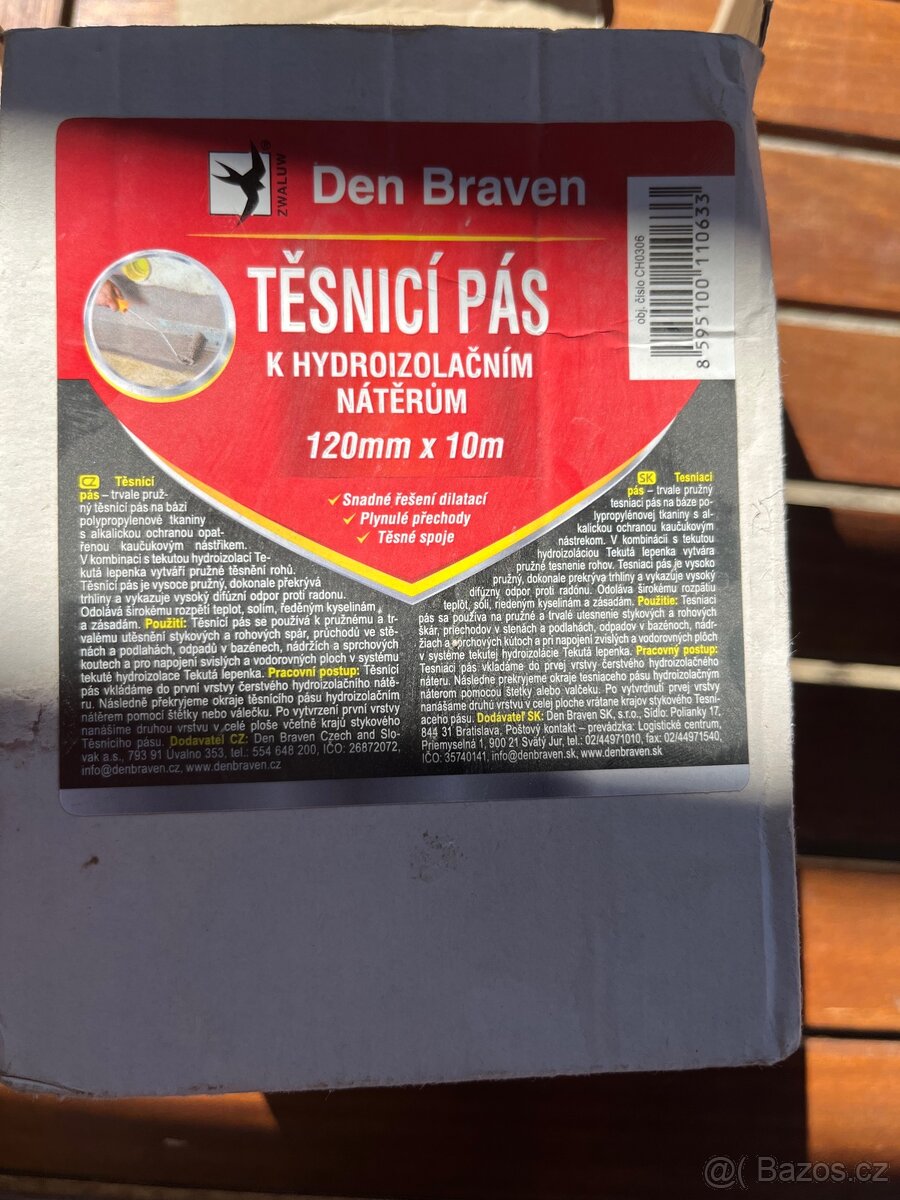 ZWALUW®
Den Braven
obj. číslo CH0306
8 595100 110633
TĚSNICÍ PÁS
K HYDROIZOLAČNÍM
NÁTĚRŮM
120mm x 10m
Snadné řešení dilatací
Plynulé přechody
Těsné spoje
CZ Těsnicí
pás – trvale pruž-
ný těsnicí pás na bázi
polypropylenové tkaniny
s alkalickou ochranou opat-
řenou kaučukovým nástřikem.
V kombinaci s tekutou hydroizolací Te-
kutá lepenka vytváří pružné těsnění rohů.
Těsnicí pás je vysoce pružný, dokonale překrývá
trhliny a vykazuje vysoký difúzní odpor proti radonu.
Odolává širokému rozpětí teplot, solím, ředěným kyselinám
a zásadám. Použití: Těsnicí pás se používá k pružnému a tr-
valému utěsnění stykových a rohových spár, průchodů ve stě-
nách a podlahách, odpadů v bazénech, nádržích a sprchových
koutech a pro napojení svislých a vodorovných ploch v systému
tekuté hydroizolace Tekutá lepenka. Pracovní postup: Těsnicí
pás vkládáme do první vrstvy čerstvého hydroizolačního nátě-
ru. Následně překryjeme okraje těsnicího pásu hydroizolačním
nátěrem pomocí štětky nebo válečku. Po vytvrzení první vrstvy
nanášíme druhou vrstvu v celé ploše včetně krajů stykového
Těsnicího pásu. Dodavatel CZ: Den Braven Czech and Slo-
vak a.s., 793 91 Úvalno 353, tel.: 554 648 200, IČO: 26872072,
info@denbraven.cz, www.denbraven.cz
SK Tesniaci
pás – trvale pružný
tesniaci pás na báze po-
lypropylénovej tkaniny s al-
kalickou ochranou kaučukovým
nástrekom. V kombinácii s tekutou
hydroizoláciou Tekutá lepenka vytvára
pružné tesnenie rohov. Tesniaci pás je vysoko
pružný, dokonale prekrýva trhliny a vykazuje vysoký
difúzny odpor proti radónu. Odoláva širokému rozpätiu
teplôt, soli, riedeným kyselinám a zásadám. Použitie: Tesniaci
pás sa používa na pružné a trvalé utesnenie stykových a rohových
škár, priechodov v stenách a podlahách, odpadov v bazénoch, nádr-
žiach a sprchových kútoch a pri napojení zvislých a vodorovných plôch
v systéme tekutej hydroizolácie Tekutá lepenka. Pracovný postup:
Tesniaci pás vkladáme do prvej vrstvy čerstvého hydroizolačného
náteru. Následne prekryjeme okraje tesniaceho pásu hydroizolačným
náterom pomocou štetky alebo valčeku. Po vytvrdnutí prvej vrstvy
nanášame druhú vrstvu v celej ploche vrátane krajov stykového Tesni-
aceho pásu. Dodávateľ SK: Den Braven SK, s.r.o., Sídlo: Polianky 17,
844 31 Bratislava, Poštový kontakt – prevádzka: Logistické centrum,
Priemyselná 1, 900 21 Svätý Jur, tel.: 02/44971010, fax: 02/44971540,
IČO: 35740141, info@denbraven.sk, www.denbraven.sk
@( Bazos.cz